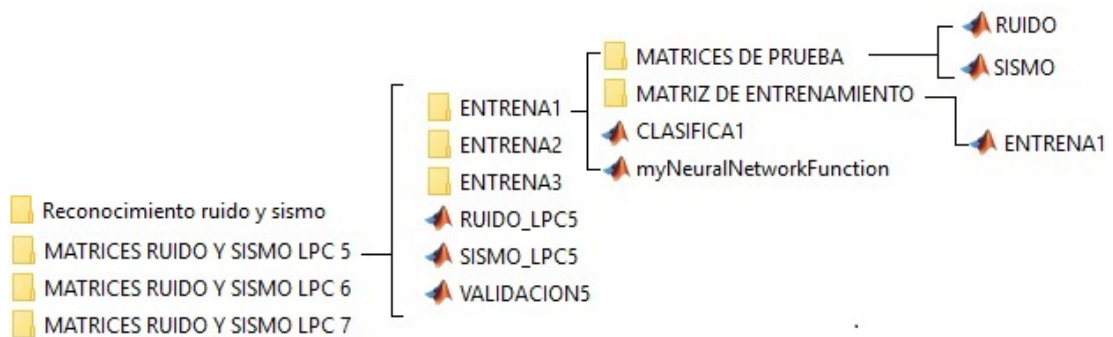 Reconocimiento ruido y sismo
MATRICES RUIDO Y SISMO LPC 5
MATRICES RUIDO Y SISMO LPC 6
MATRICES RUIDO Y SISMO LPC 7
ENTRENA1
ENTRENA2
ENTRENA3
RUIDO_LPC5
SISMO_LPC5
VALIDACION5
MATRICES DE PRUEBA
MATRIZ DE ENTRENAMIENTO
CLASIFICA1
myNeuralNetworkFunction
RUIDO
SISMO
ENTRENA1